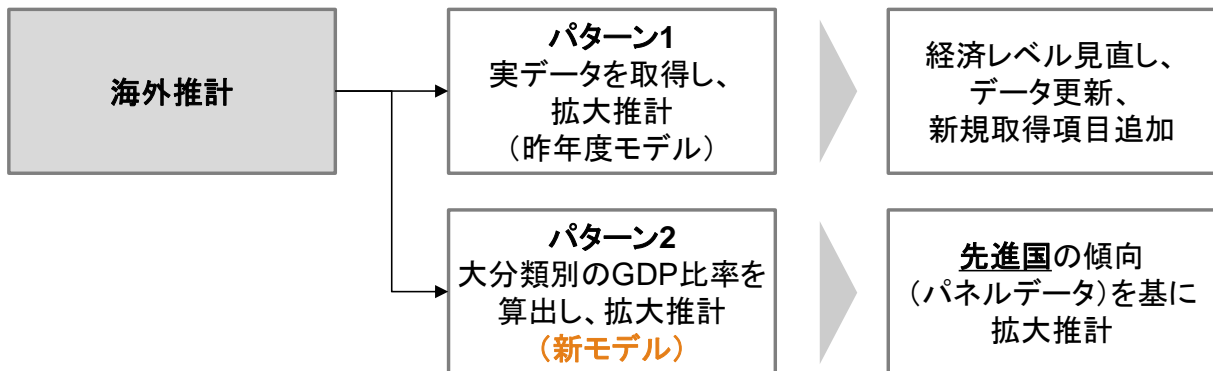 海外推計
パターン1
実データを取得し、
拡大推計
（昨年度モデル）
経済レベル見直し、
データ更新、
新規取得項目追加
パターン2
大分類別のGDP比率を
算出し、拡大推計
（新モデル）
先進国の傾向
（パネルデータ）を基に
拡大推計